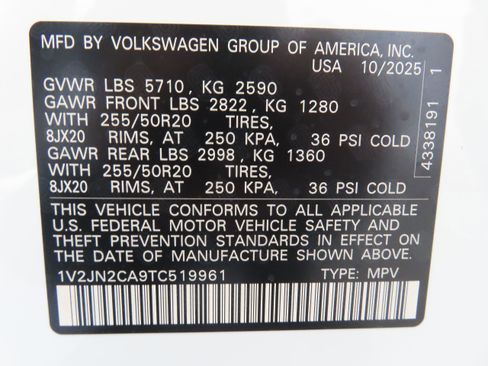 MFD BY VOLKSWAGEN GROUP OF AMERICA, INC.
USA 10/2025
GVWR LBS 5710, KG 2590
GAWR FRONT LBS 2822, KG 1280
WITH 255/50R20 TIRES,
8JX20 RIMS, AT 250 KPA, 36 PSI COLD
GAWR REAR LBS 2998, KG 1360
WITH 255/50R20 TIRES,
8JX20 RIMS, AT 250 KPA, 36 PSI COLD
THIS VEHICLE CONFORMS TO ALL APPLICABLE
U.S. FEDERAL MOTOR VEHICLE SAFETY AND
THEFT PREVENTION STANDARDS IN EFFECT ON
THE DATE OF MANUFACTURE SHOWN ABOVE.
1V2JN2CA9TC519961 TYPE: MPV
4338191 1